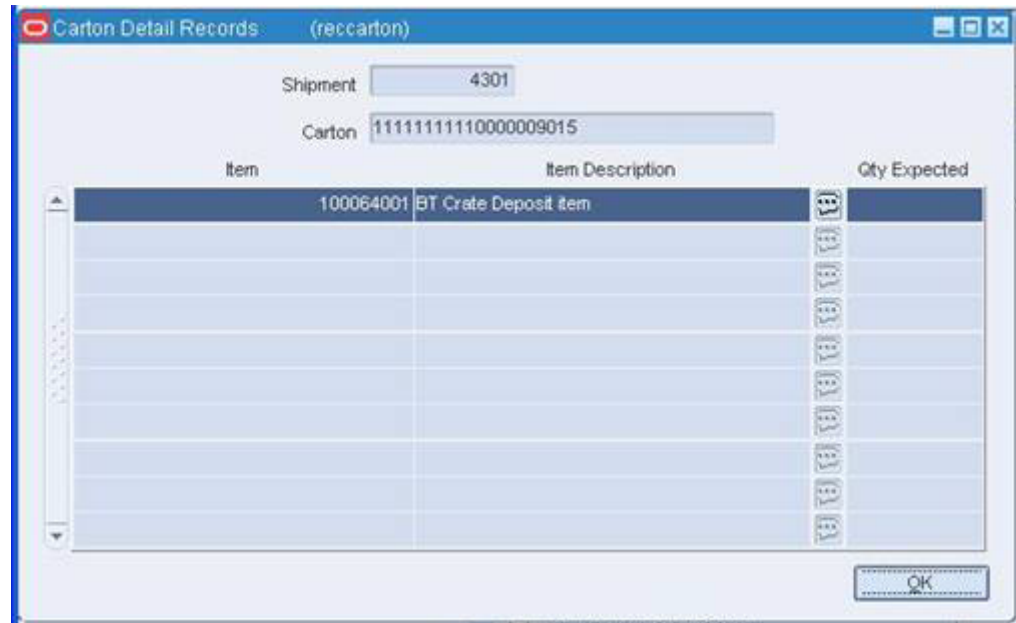 Carton Detail Records (reccarton)
Shipment 4301
Carton 11111111110000009015
Item Item Description Qty Expected
100064001 BT Crate Deposit item
OK